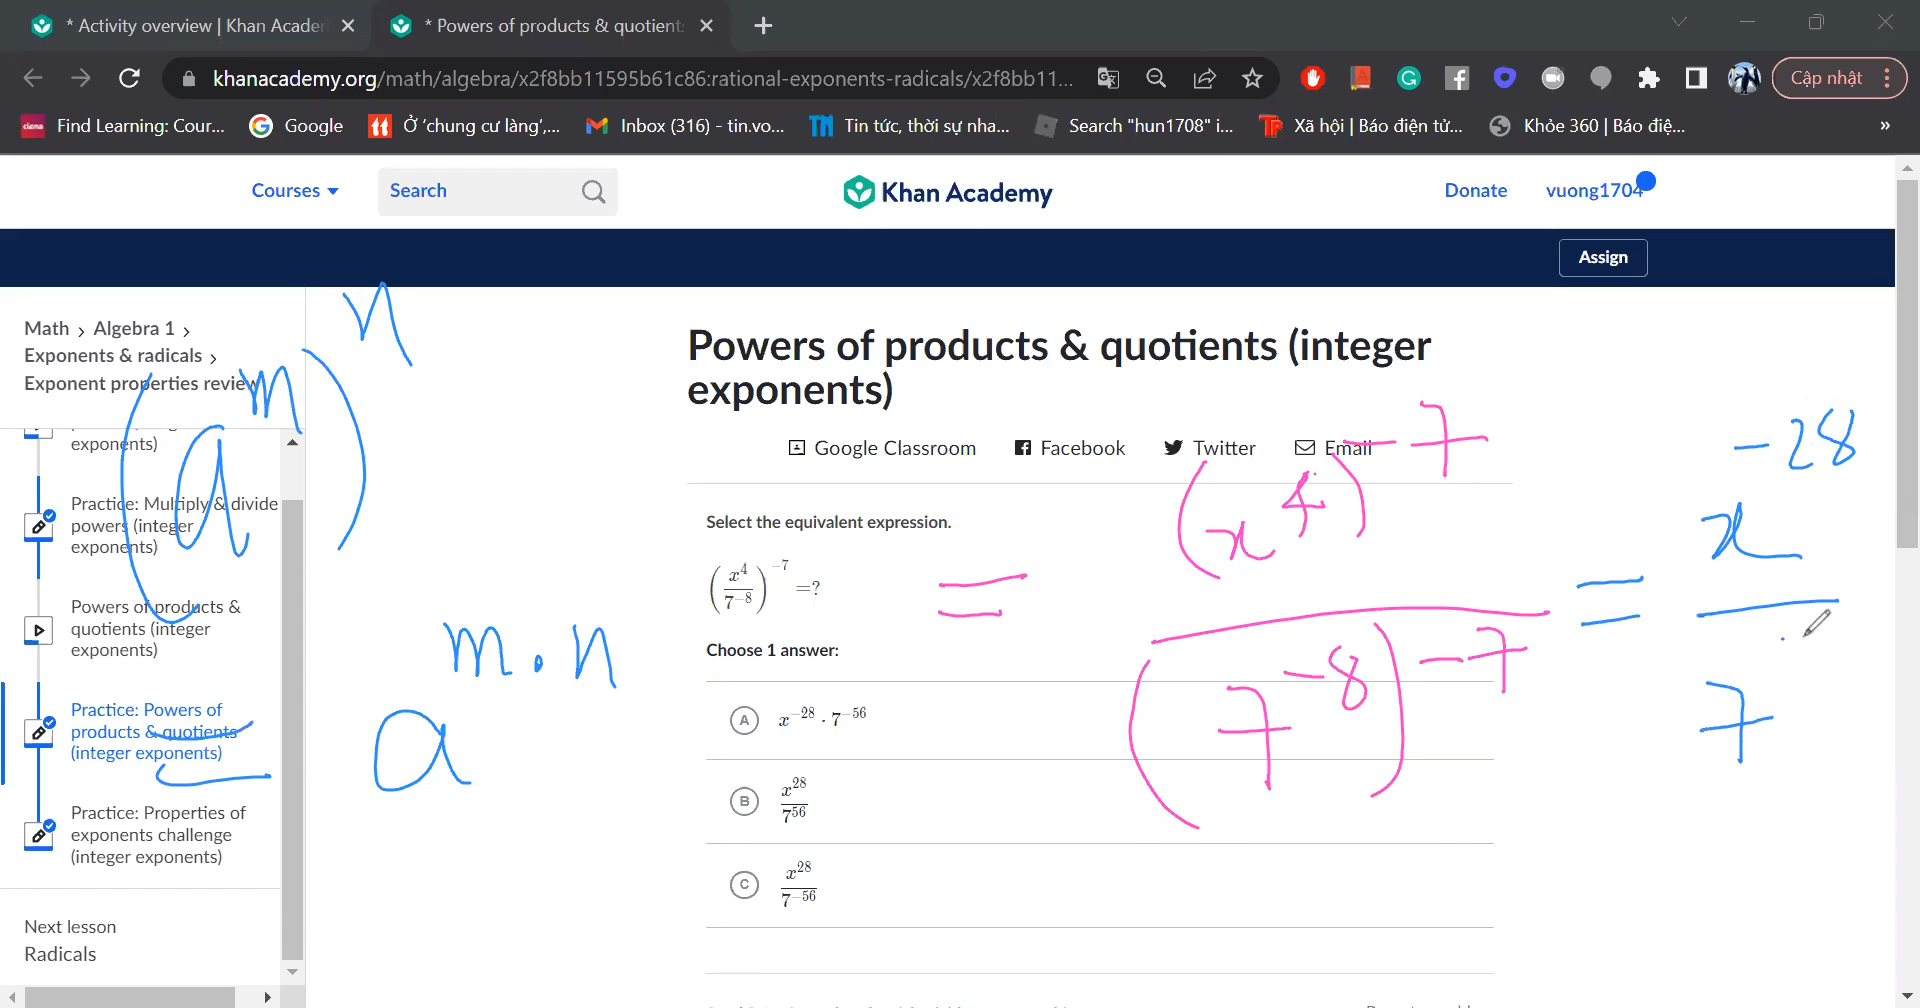 * Activity overview | Khan Acader
* Powers of products & quotient
khanacademy.org/math/algebra/x2f8bb11595b61c86:rational-exponents-radicals/x2f8bb11...
Cập nhật
Find Learning: Cour...
Google
Ở 'chung cư làng',...
Inbox (316) - tin.vo...
Tin tức, thời sự nha...
Search "hun1708" i...
Xã hội | Báo điện tử...
Khỏe 360 | Báo điệ...
»
Courses
Search
Khan Academy
Donate
vuong1704
Assign
Math > Algebra 1 >
Exponents & radicals >
Exponent properties review
exponents)
Practice: Multiply & divide
powers (integer
exponents)
Powers of products &
quotients (integer
exponents)
Practice: Powers of
products & quotients
(integer exponents)
Practice: Properties of
exponents challenge
(integer exponents)
Next lesson
Radicals
(a^m)^n
a^m.n
Powers of products & quotients (integer
exponents)
Google Classroom
Facebook
Twitter
Email
Select the equivalent expression.
(x^4/7^-8)^-7 =?
= (x^4)^-7/(7^-8)^-7 = x^-28/7
Choose 1 answer:
A x^-28 · 7^-56
B x^28/7^56
C x^28/7^-56